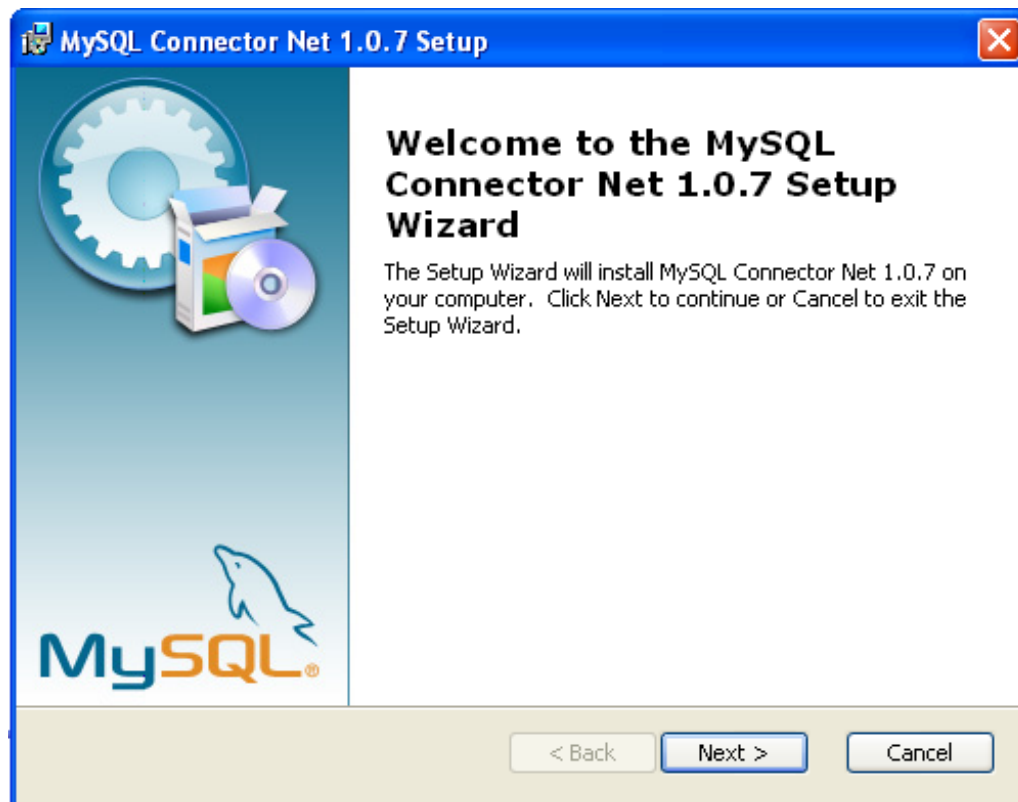 MySQL Connector Net 1.0.7 Setup
Welcome to the MySQL
Connector Net 1.0.7 Setup
Wizard
The Setup Wizard will install MySQL Connector Net 1.0.7 on
your computer.  Click Next to continue or Cancel to exit the
Setup Wizard.
MySQL®
< Back Next > Cancel